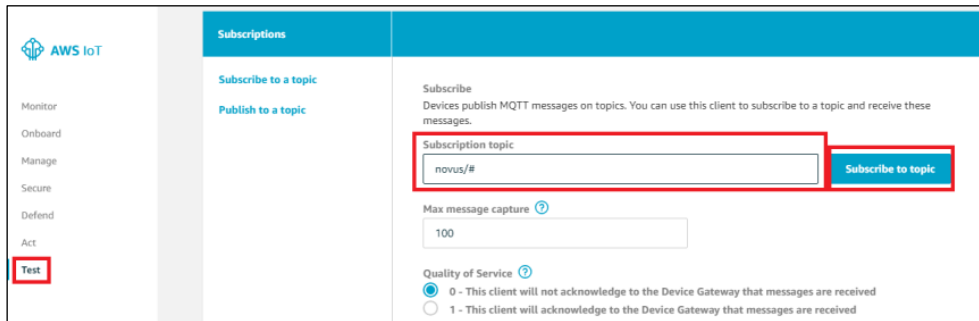 AWS IoT
Monitor
Onboard
Manage
Secure
Defend
Act
Test
Subscriptions
Subscribe to a topic
Publish to a topic
Subscribe
Devices publish MQTT messages on topics. You can use this client to subscribe to a topic and receive these
messages.
Subscription topic
novus/#
Subscribe to topic
Max message capture ?
100
Quality of Service ?
0 - This client will not acknowledge to the Device Gateway that messages are received
1 - This client will acknowledge to the Device Gateway that messages are received